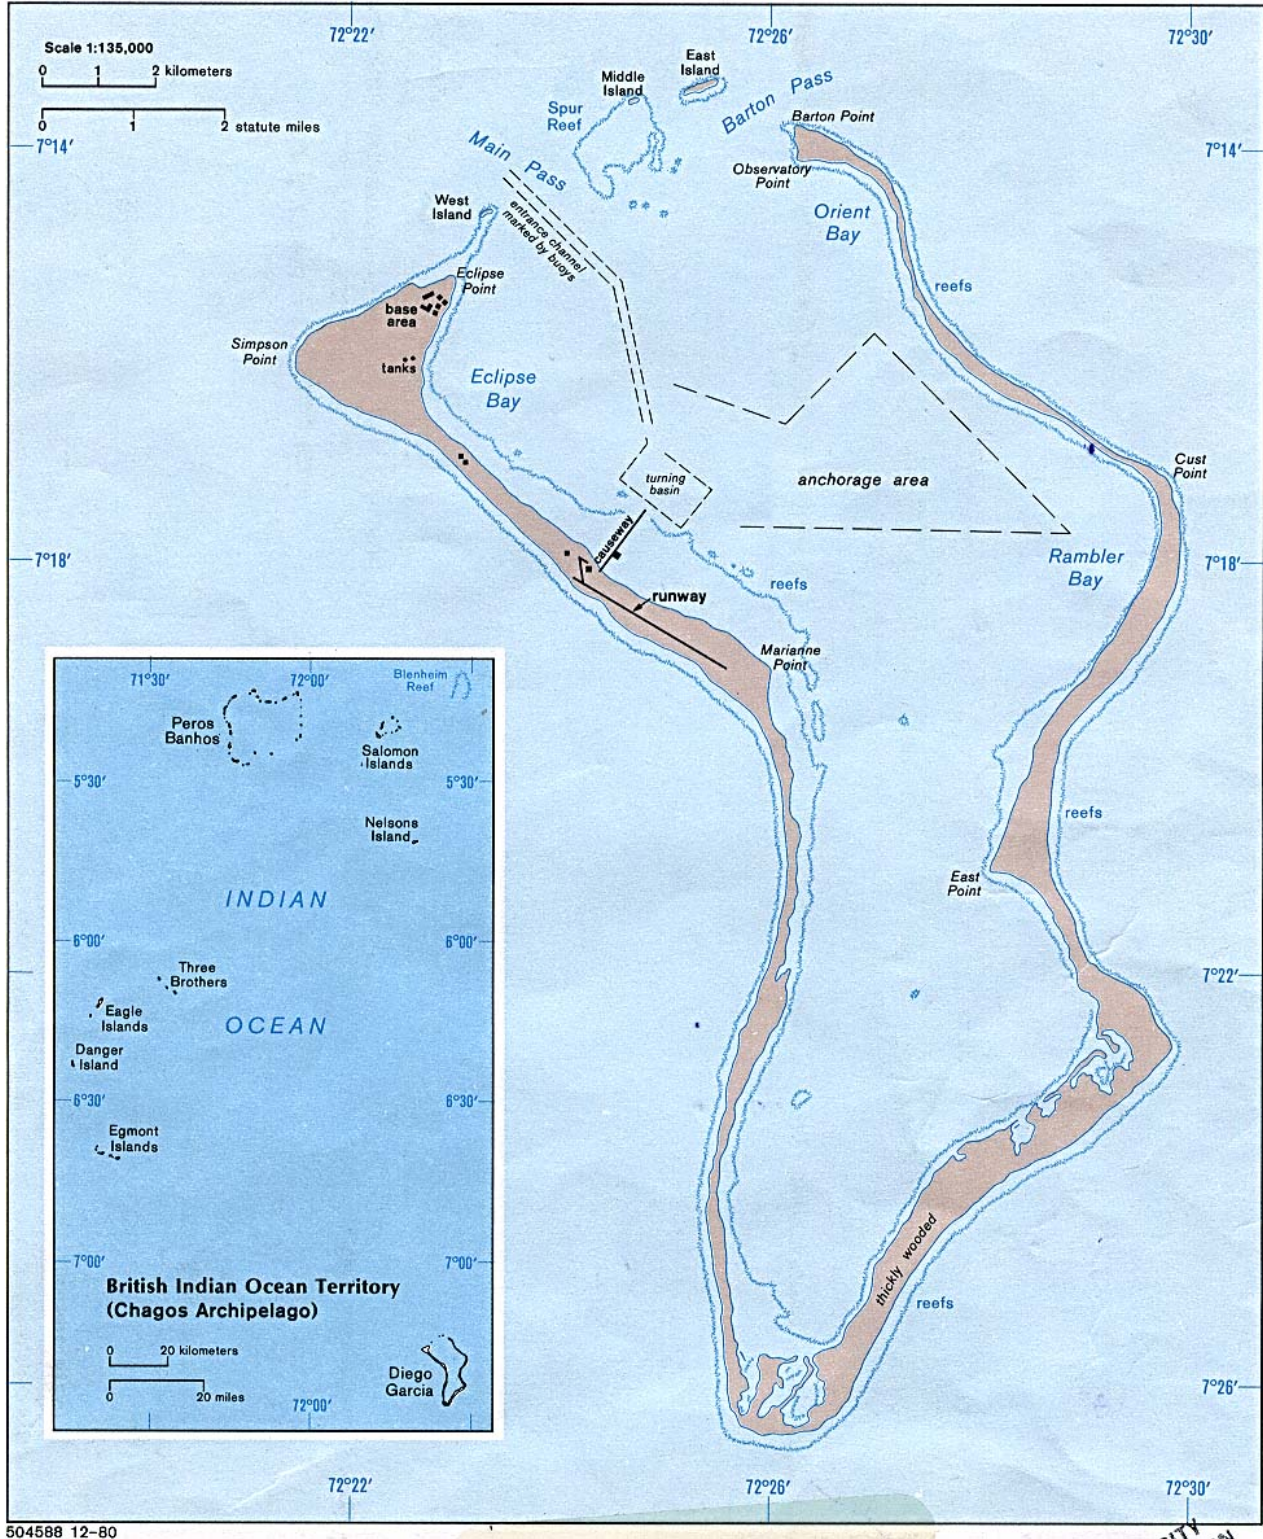 72°22′
72°26′
72°30′
Scale 1:135,000
0 1 2 kilometers
0 1 2 statute miles
East
Island
Middle
Island
Spur
Reef
Barton Pass
Barton Point
7°14′
7°14′
Main Pass
Observatory
Point
West
Island
entrance channel
marked by buoys
Orient
Bay
Eclipse
Point
reefs
base
area
Simpson
Point
tanks
Eclipse
Bay
Cust
Point
turning
basin
anchorage area
causeway
7°18′
Rambler
Bay
7°18′
reefs
runway
Marianne
Point
reefs
East
Point
7°22′
thickly wooded
reefs
7°26′
71°30′
72°00′
Blenheim
Reef
Peros
Banhos
Salomon
Islands
5°30′
5°30′
Nelsons
Island
INDIAN
6°00′
6°00′
Three
Brothers
Eagle
Islands
OCEAN
Danger
Island
6°30′
6°30′
Egmont
Islands
7°00′
7°00′
British Indian Ocean Territory
(Chagos Archipelago)
0 20 kilometers
0 20 miles
Diego
Garcia
72°00′
72°22′
72°26′
72°30′
504588 12-80